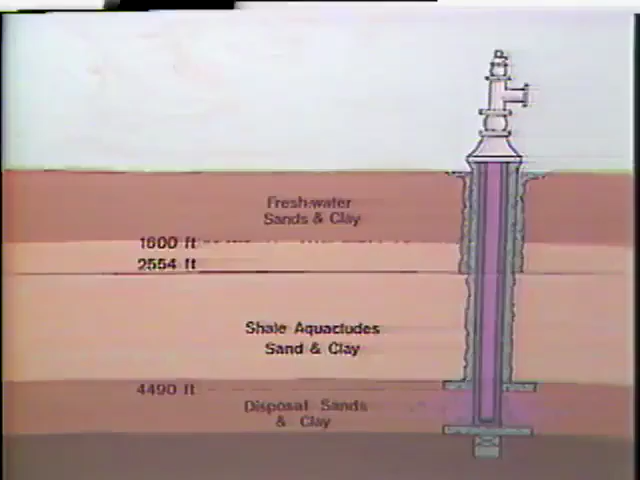 Fresh-water
Sands & Clay
1600 ft
2554 ft
Shale Aquacludes
Sand & Clay
4490 ft
Disposal Sands
& Clay